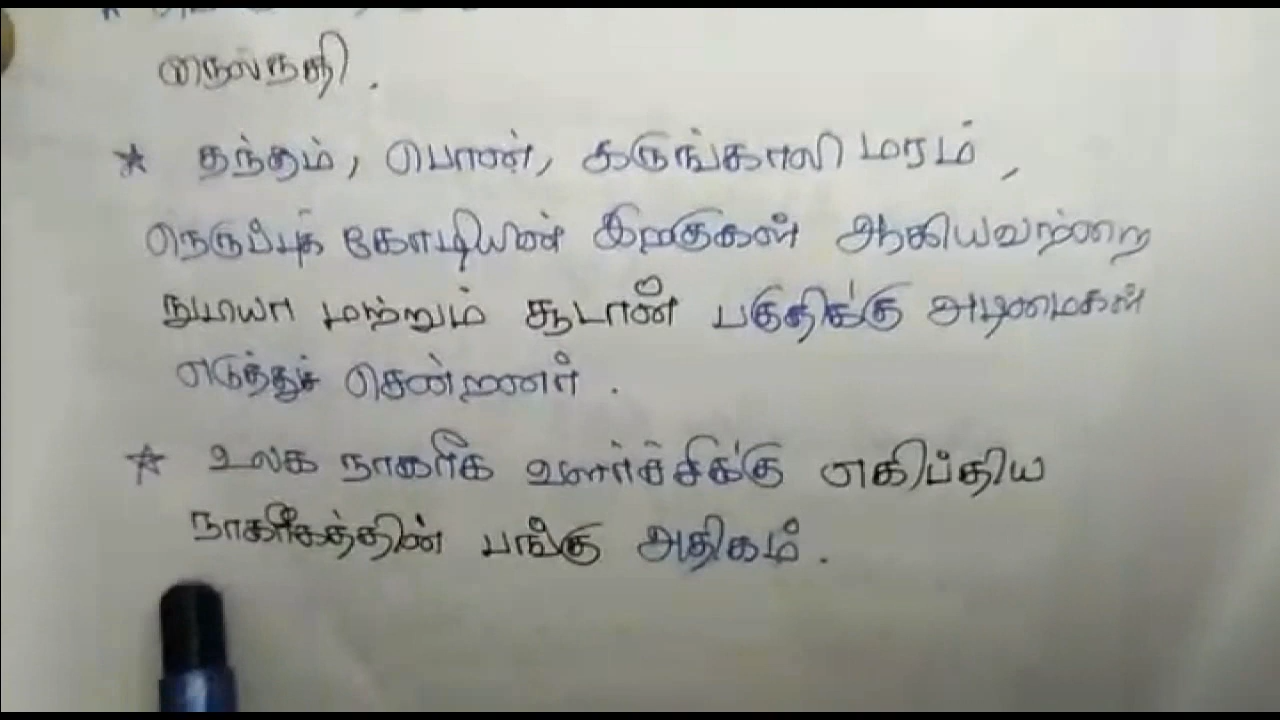 நைல்நதி.
★ தந்தம், பொன், கருங்காலி மரம்,
நெருப்புக் கோழியின் இறகுகள் ஆகியவற்றை
நுபியா மற்றும் சூடான் பகுதிக்கு அடிமைகள்
எடுத்துச் சென்றனர்.
★ உலக நாகரீக வளர்ச்சிக்கு எகிப்திய
நாகரீகத்தின் பங்கு அதிகம்.